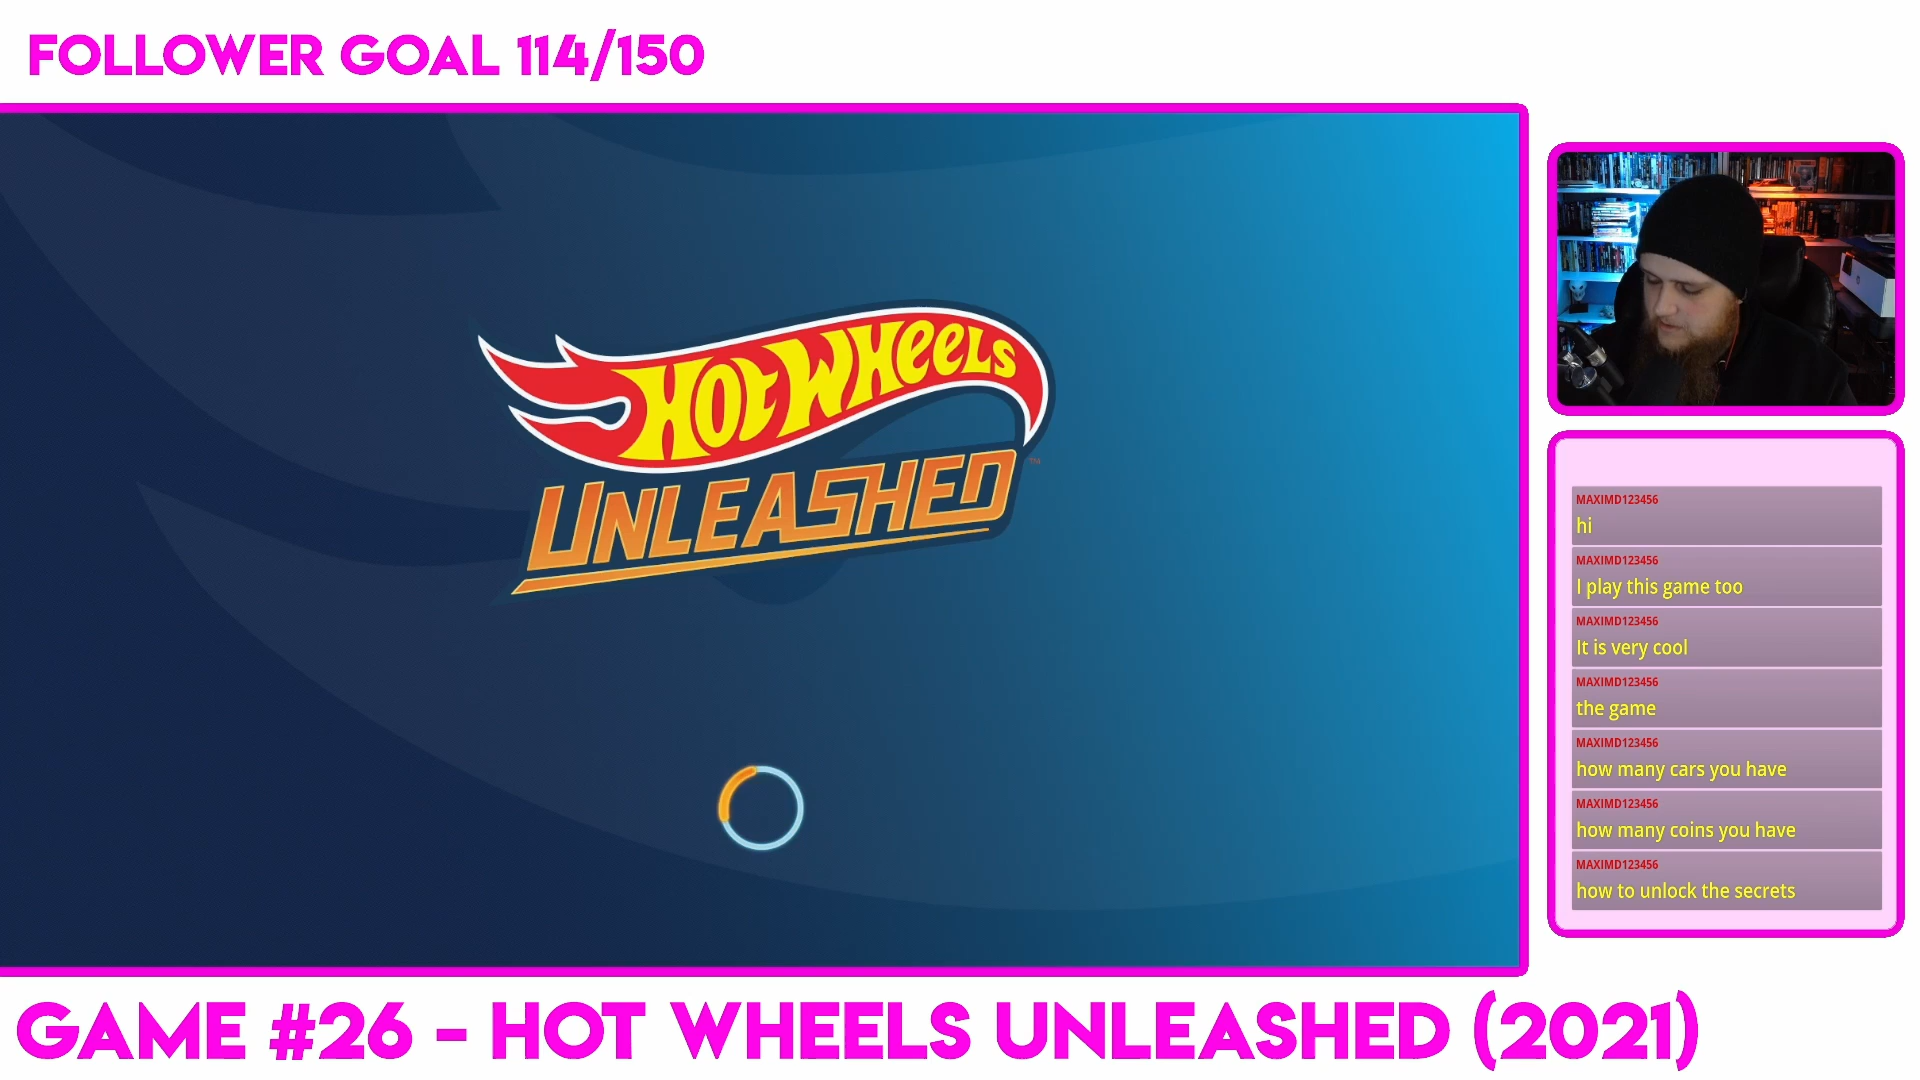 FOLLOWER GOAL 114/150
HOT WHEELS
UNLEASHED
™
MAXIMD123456
hi
MAXIMD123456
I play this game too
MAXIMD123456
It is very cool
MAXIMD123456
the game
MAXIMD123456
how many cars you have
MAXIMD123456
how many coins you have
MAXIMD123456
how to unlock the secrets
GAME #26 - HOT WHEELS UNLEASHED (2021)